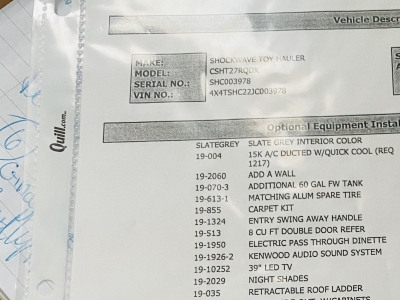 Vehicle Descr
MAKE: SHOCKWAVE TOY HAULER
MODEL: CSHT27RQDX
SERIAL NO.: SHC003978
VIN NO.: 4X4TSHC22JC003978
Quill.com
Optional Equipment Instal
SLATEGREY SLATE GREY INTERIOR COLOR
19-004 15K A/C DUCTED W/QUICK COOL (REQ
1217)
19-2060 ADD A WALL
19-070-3 ADDITIONAL 60 GAL FW TANK
19-613-1 MATCHING ALUM SPARE TIRE
19-855 CARPET KIT
19-1324 ENTRY SWING AWAY HANDLE
19-513 8 CU FT DOUBLE DOOR REFER
19-1950 ELECTRIC PASS THROUGH DINETTE
19-1926-2 KENWOOD AUDIO SOUND SYSTEM
19-10252 39" LED TV
19-2029 NIGHT SHADES
19-035 RETRACTABLE ROOF LADDER